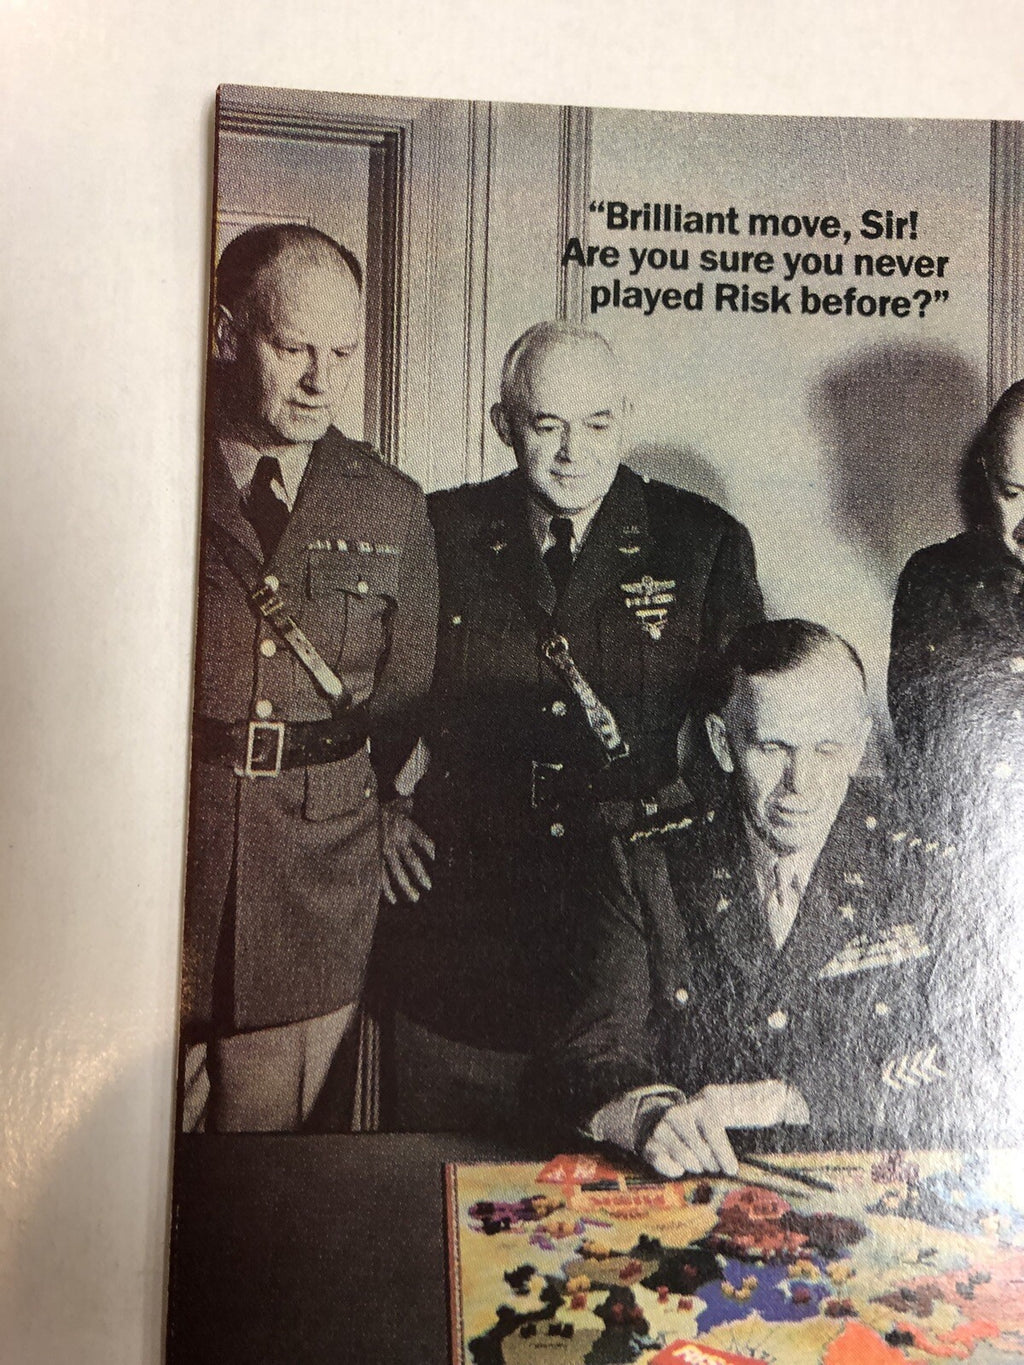 “Brilliant move, Sir!
Are you sure you never
played Risk before?”